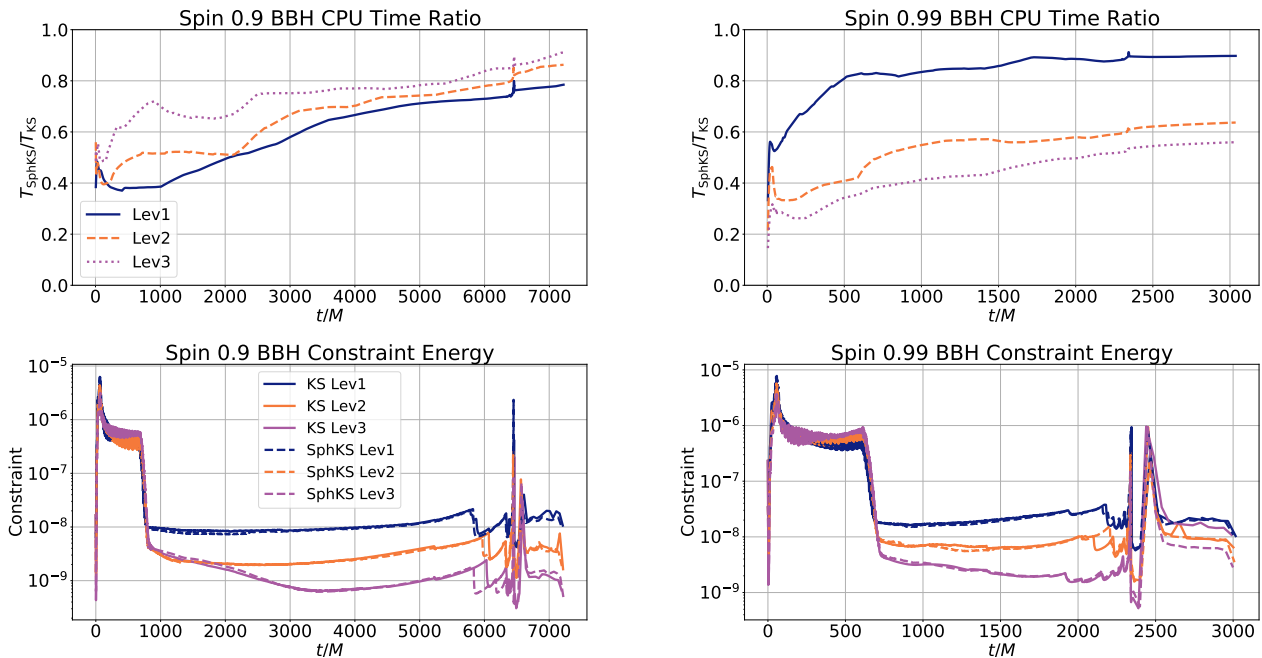 Spin 0.9 BBH CPU Time Ratio
1.0
0.8
0.6
0.4
0.2
0.0
T_SphKS/T_KS
Lev1
Lev2
Lev3
0 1000 2000 3000 4000 5000 6000 7000
t/M
Spin 0.99 BBH CPU Time Ratio
1.0
0.8
0.6
0.4
0.2
0.0
T_SphKS/T_KS
0 500 1000 1500 2000 2500 3000
t/M
Spin 0.9 BBH Constraint Energy
10⁻⁵
10⁻⁶
10⁻⁷
10⁻⁸
10⁻⁹
Constraint
KS Lev1
KS Lev2
KS Lev3
SphKS Lev1
SphKS Lev2
SphKS Lev3
0 1000 2000 3000 4000 5000 6000 7000
t/M
Spin 0.99 BBH Constraint Energy
10⁻⁵
10⁻⁶
10⁻⁷
10⁻⁸
10⁻⁹
Constraint
0 500 1000 1500 2000 2500 3000
t/M